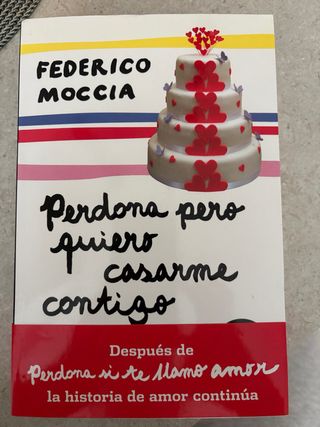 FEDERICO
MOCCIA
Perdona pero
quiero
casarme
contigo
Después de
Perdona si te llamo amor
la historia de amor continúa